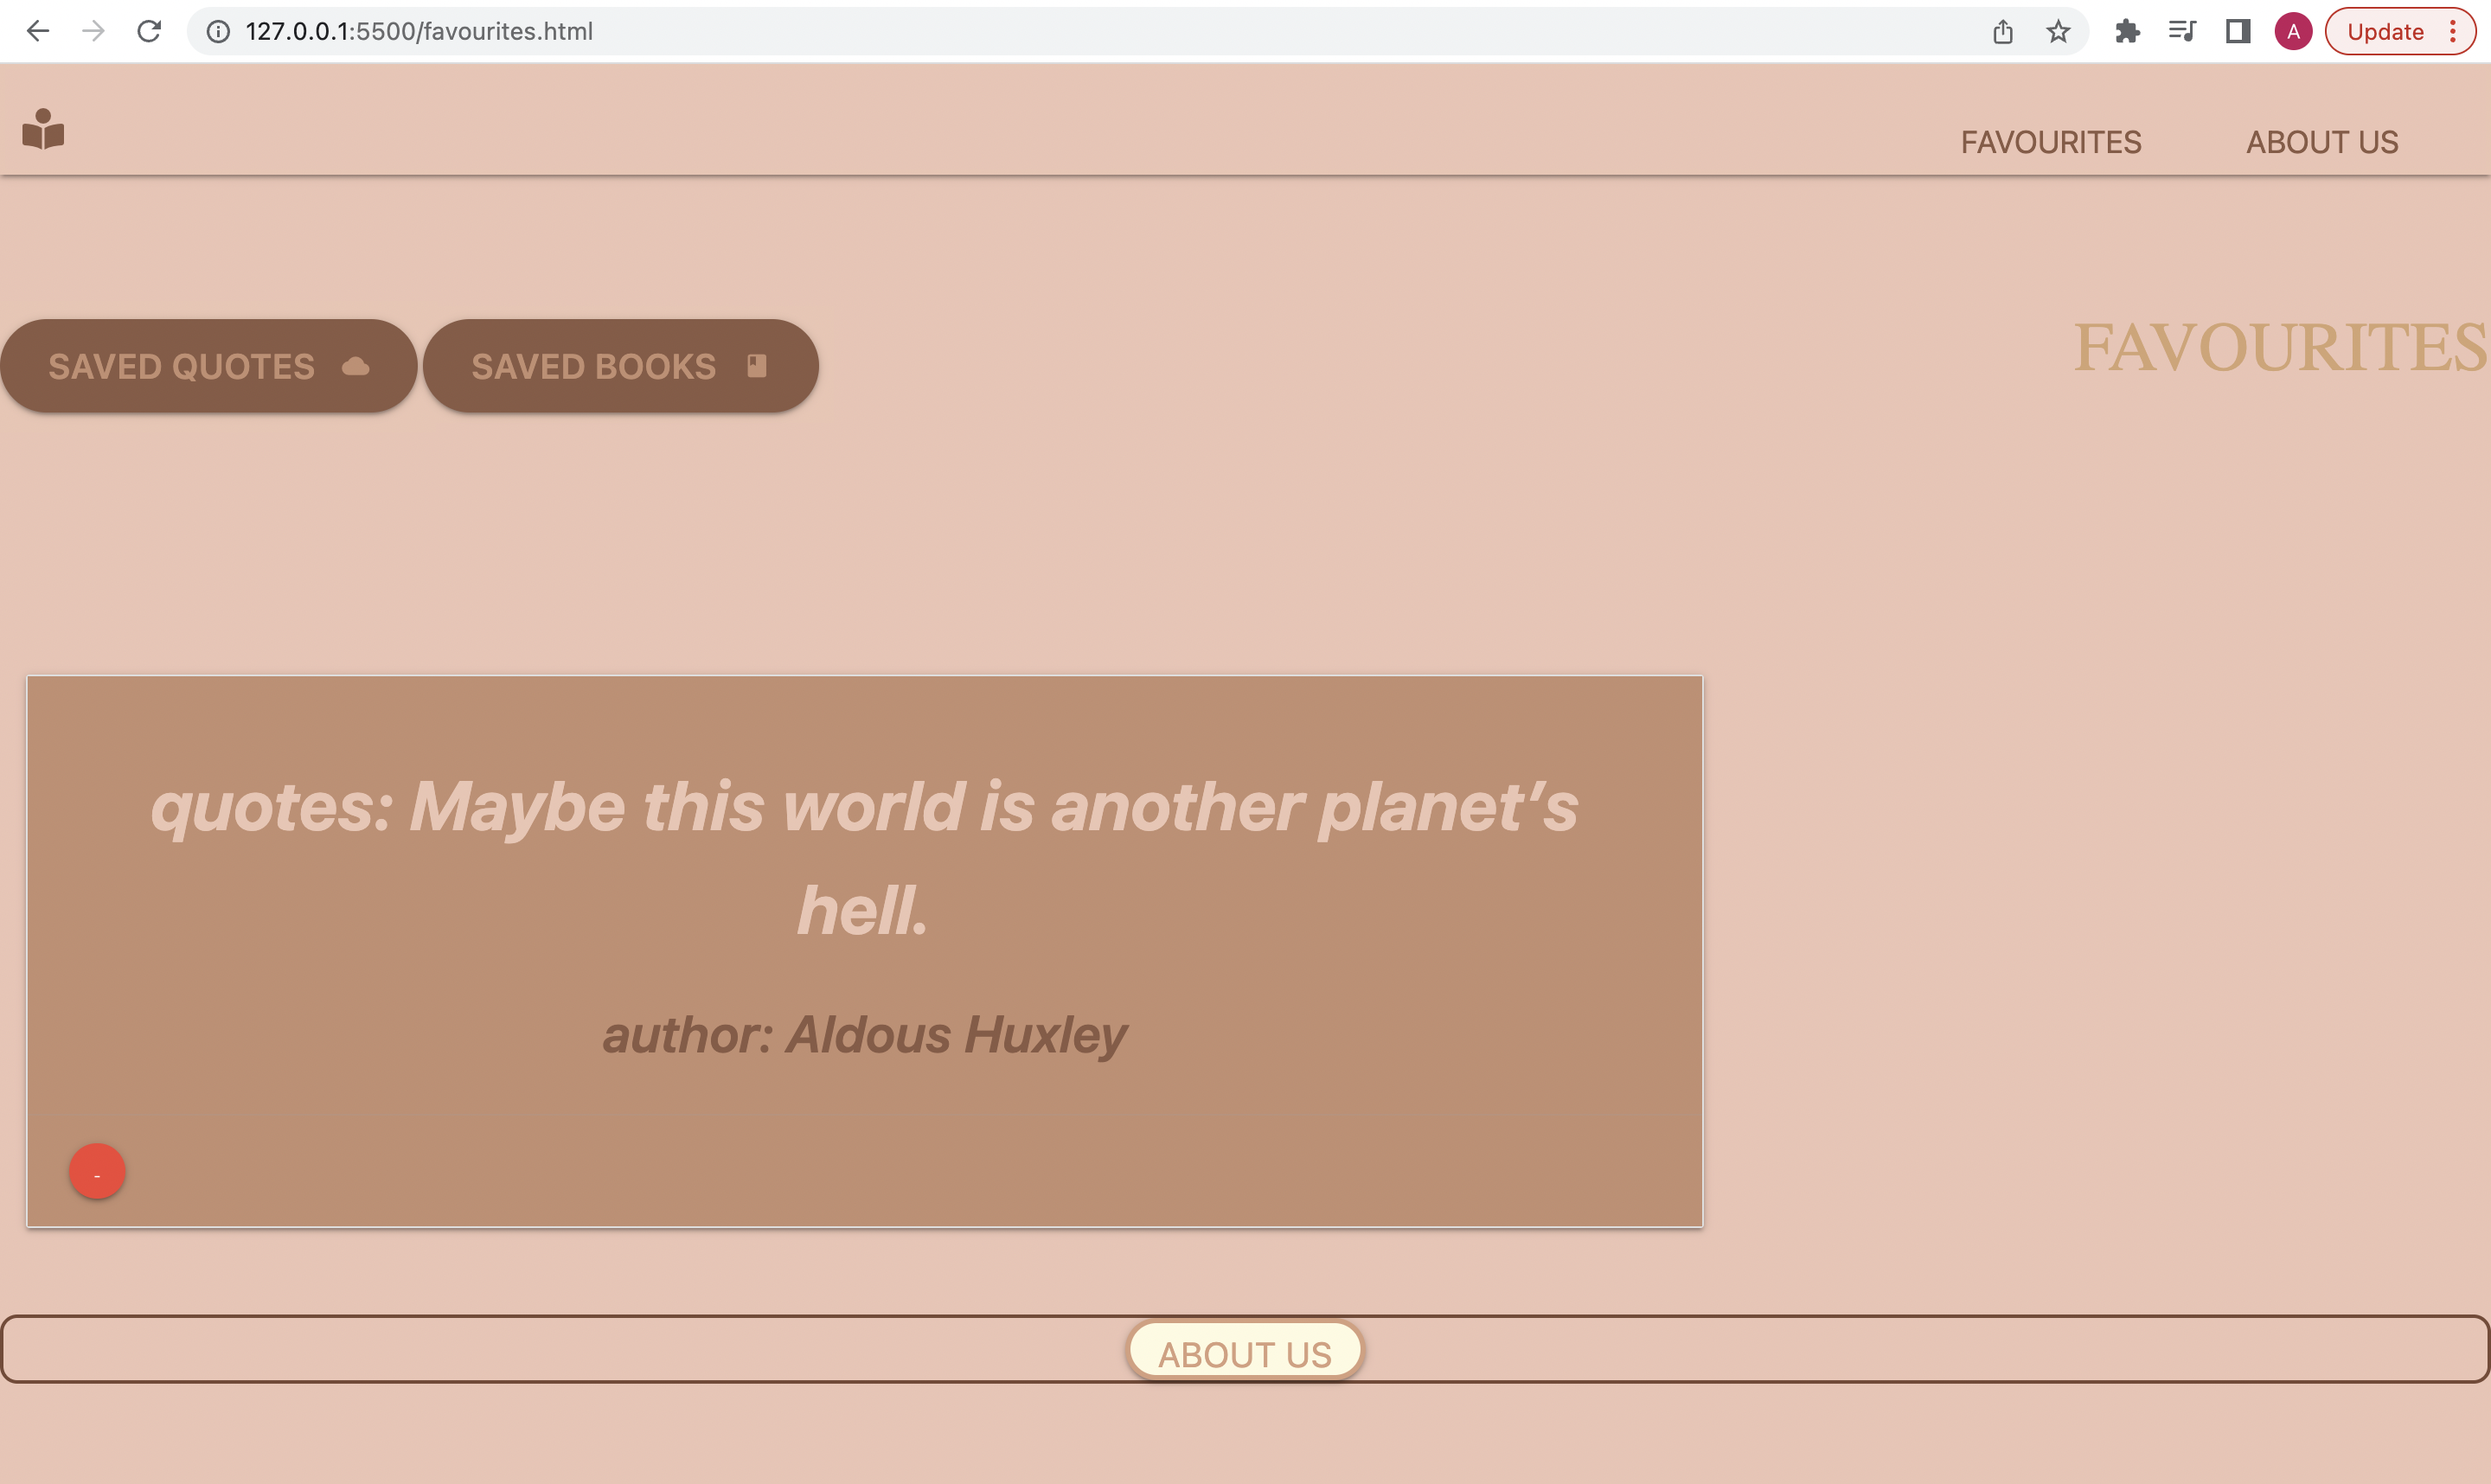 127.0.0.1:5500/favourites.html
A
Update
FAVOURITES ABOUT US
SAVED QUOTES SAVED BOOKS FAVOURITES
quotes: Maybe this world is another planet’s
hell.
author: Aldous Huxley
-
ABOUT US